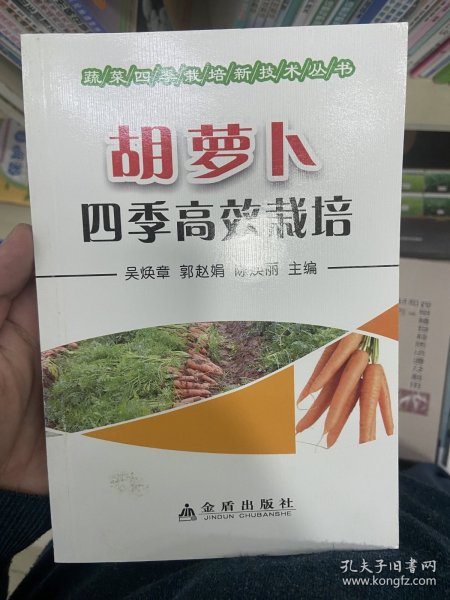 蔬菜四季栽培新技术丛书
胡萝卜
四季高效栽培
吴焕章 郭赵娟 陈焕丽 主编
金盾出版社
JINDUN CHUBANSHE
孔夫子旧书网
www.kongfz.com